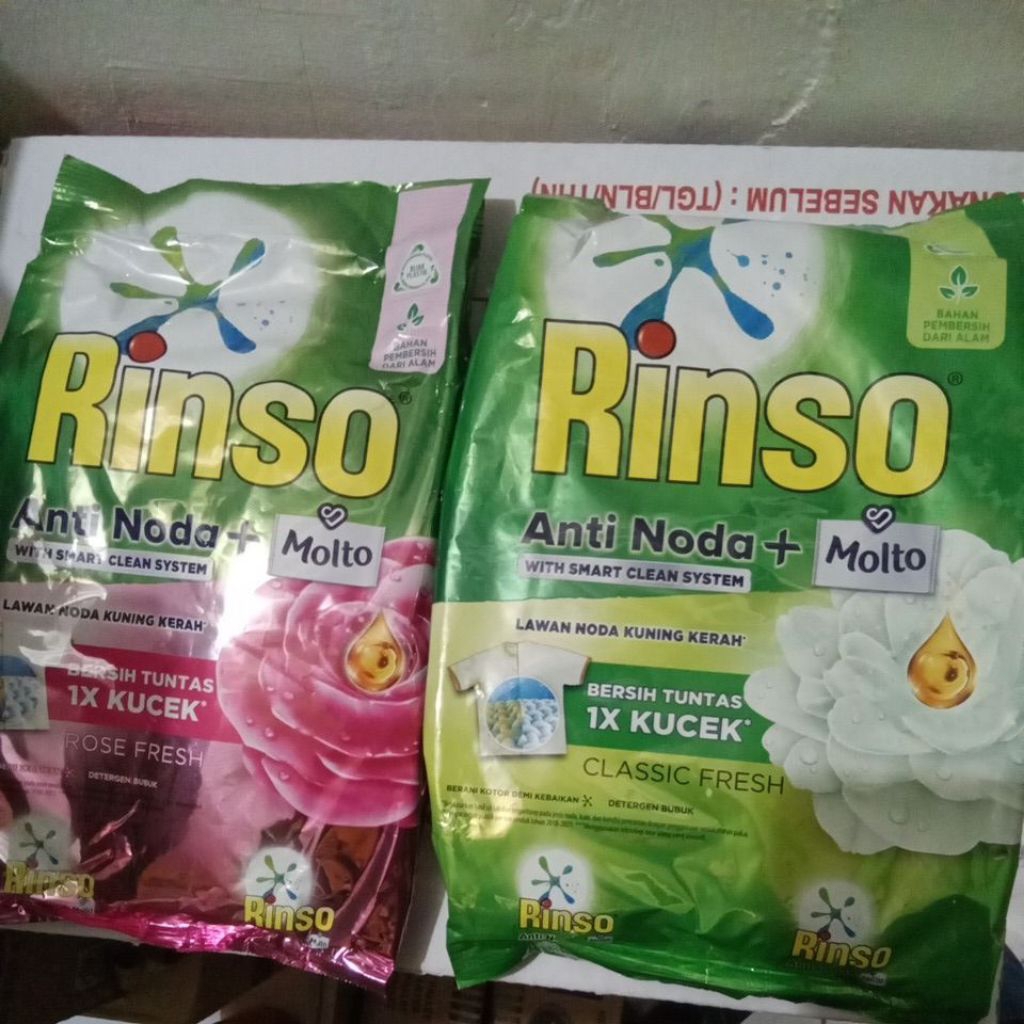 GUNAKAN SEBELUM : (TGL/BLN/THN)
BAHAN
PEMBERSIH
DARI ALAM
Rinso®
Anti Noda +
Molto
WITH SMART CLEAN SYSTEM
LAWAN NODA KUNING KERAH*
BERSIH TUNTAS
1X KUCEK*
ROSE FRESH
DETERGEN BUBUK
Rinso
Rinso
BAHAN
PEMBERSIH
DARI ALAM
Rinso®
Anti Noda +
Molto
WITH SMART CLEAN SYSTEM
LAWAN NODA KUNING KERAH*
BERSIH TUNTAS
1X KUCEK*
CLASSIC FRESH
BERANI KOTOR DEMI KEBAIKAN DETERGEN BUBUK
Rinso
Rinso